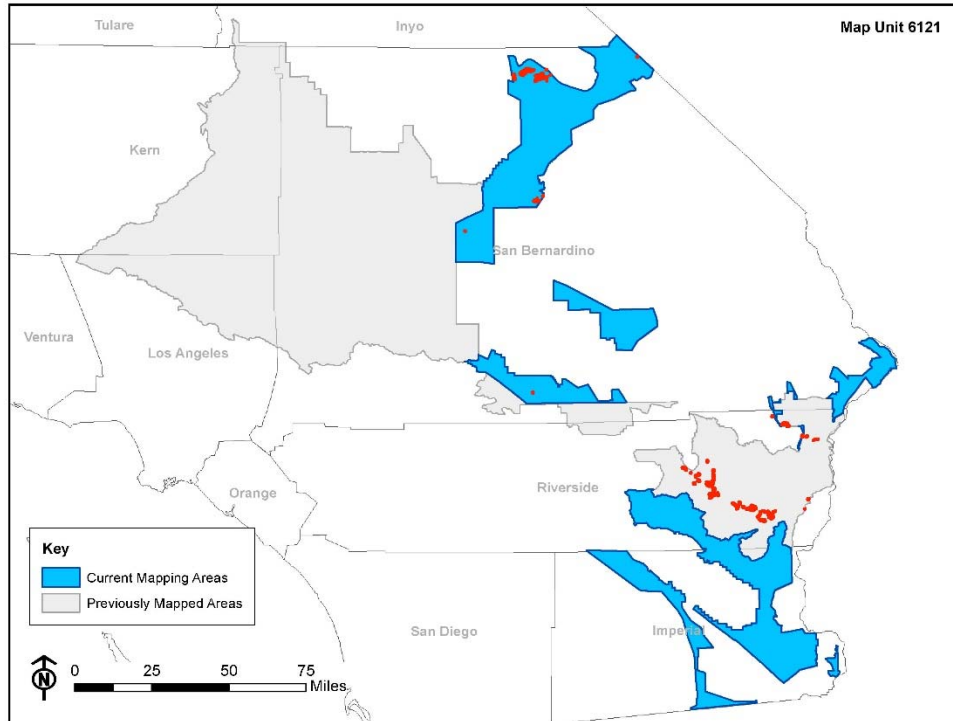 Tulare
Inyo
Map Unit 6121
Kern
San Bernardino
Ventura
Los Angeles
Orange
Riverside
Key
Current Mapping Areas
Previously Mapped Areas
San Diego
Imperial
N
0 25 50 75
Miles